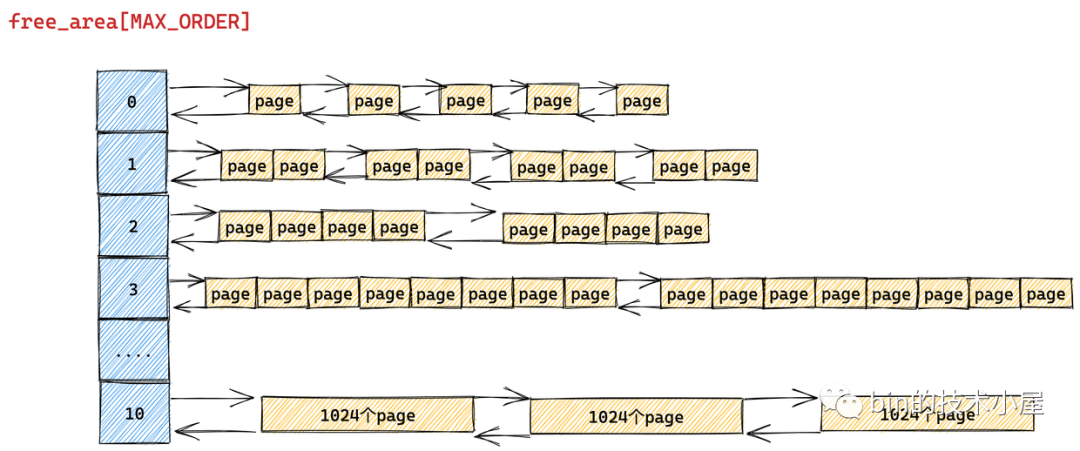 free_area[MAX_ORDER]
0 page page page page page
1 page page page page page page page page
2 page page page page page page page page
3 page page page page page page page page page page page page page page page page
....
10 1024个page 1024个page 1024个page
bin的技术小屋